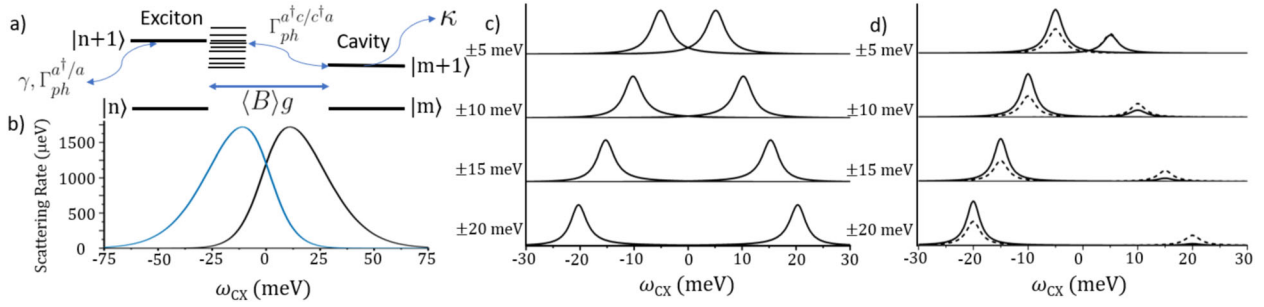 a)
Exciton
|n+1⟩
Γ_ph^{a†c/c†a}
κ
Cavity
|m+1⟩
γ, Γ_ph^{a†/a}
|n⟩
⟨B⟩g
|m⟩
b)
Scattering Rate (μeV)
1500
1000
500
0
-75 -50 -25 0 25 50 75
ω_CX (meV)
c)
±5 meV
±10 meV
±15 meV
±20 meV
-30 -20 -10 0 10 20 30
ω_CX (meV)
d)
±5 meV
±10 meV
±15 meV
±20 meV
-30 -20 -10 0 10 20 30
ω_CX (meV)